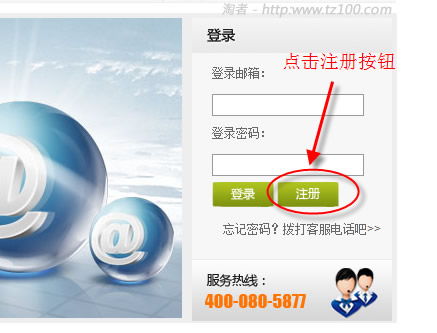 淘者 - http:www.tz100.com
登录
登录邮箱：
点击注册按钮
登录密码：
登录 注册
忘记密码？拨打客服电话吧>>
服务热线：
400-080-5877